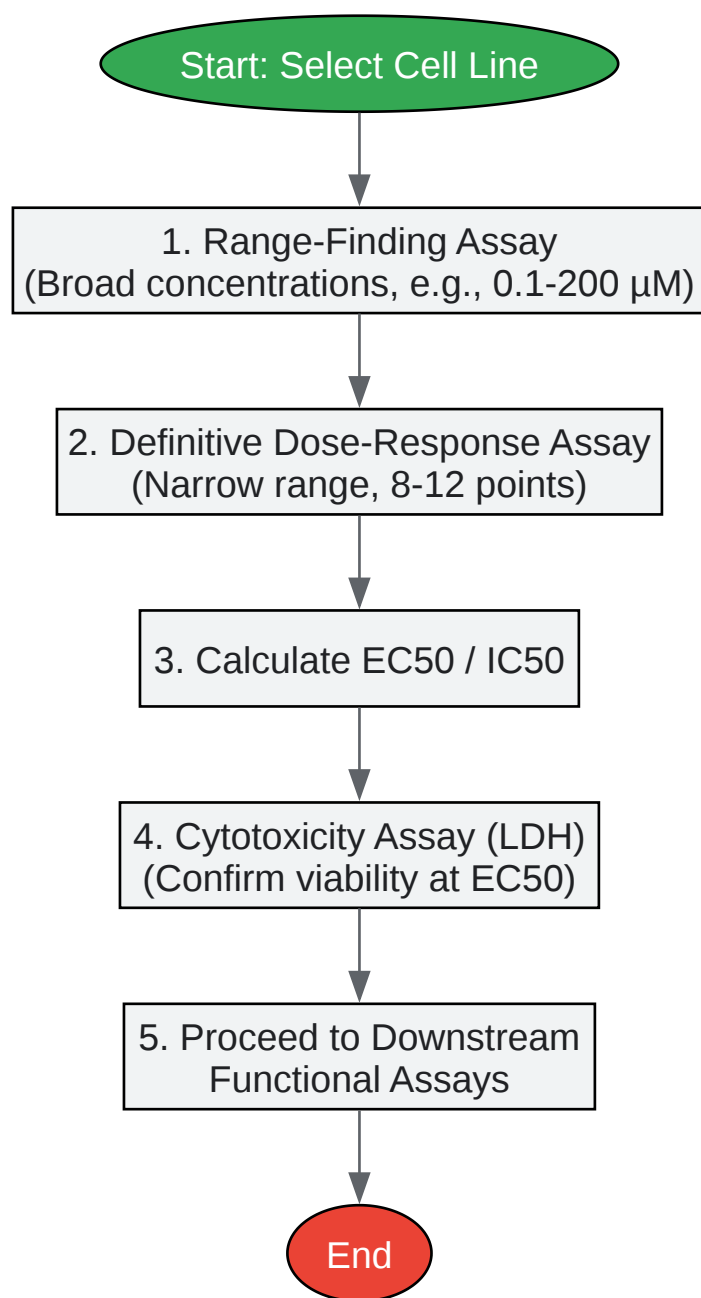 Start: Select Cell Line
1. Range-Finding Assay
(Broad concentrations, e.g., 0.1-200 µM)
2. Definitive Dose-Response Assay
(Narrow range, 8-12 points)
3. Calculate EC50 / IC50
4. Cytotoxicity Assay (LDH)
(Confirm viability at EC50)
5. Proceed to Downstream
Functional Assays
End